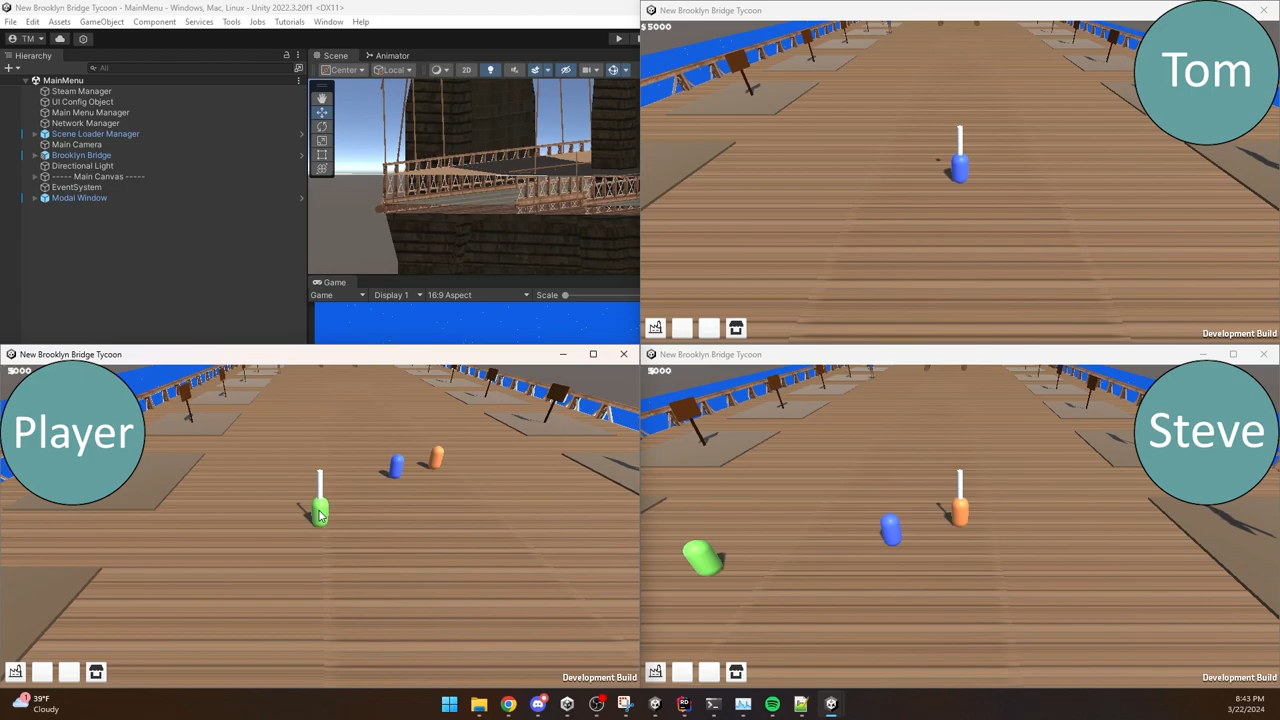 New Brooklyn Bridge Tycoon - MainMenu - Windows, Mac, Linux - Unity 2022.3.20f1 <DX11>
File Edit Assets GameObject Component Services Tools Jobs Tutorials Window Help
TM
Hierarchy
All
MainMenu
Steam Manager
UI Config Object
Main Menu Manager
Network Manager
Scene Loader Manager
Main Camera
Brooklyn Bridge
Directional Light
----- Main Canvas -----
EventSystem
Modal Window
Scene Animator
Center Local 2D
Game
Game Display 1 16:9 Aspect Scale
New Brooklyn Bridge Tycoon
$5000
Tom
Development Build
New Brooklyn Bridge Tycoon
Player
Development Build
New Brooklyn Bridge Tycoon
Steve
Development Build
1
39°F
Cloudy
RD
8:43 PM
3/22/2024